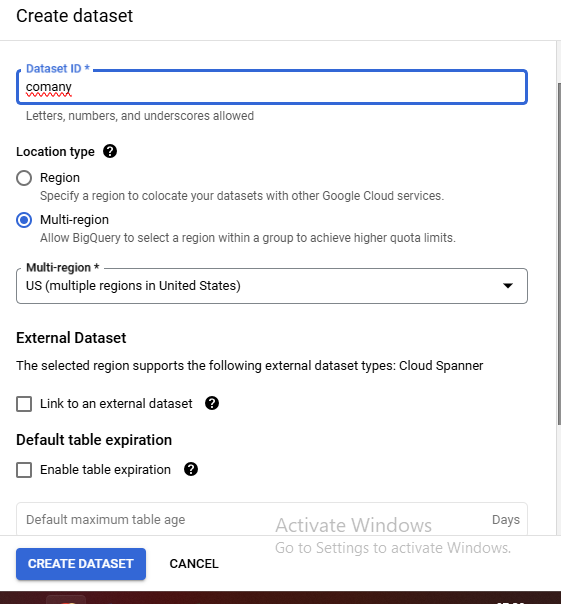 Create dataset
Dataset ID *
comany
Letters, numbers, and underscores allowed
Location type
Region
Specify a region to colocate your datasets with other Google Cloud services.
Multi-region
Allow BigQuery to select a region within a group to achieve higher quota limits.
Multi-region *
US (multiple regions in United States)
External Dataset
The selected region supports the following external dataset types: Cloud Spanner
Link to an external dataset
Default table expiration
Enable table expiration
Default maximum table age Days
Activate Windows
Go to Settings to activate Windows.
CREATE DATASET CANCEL